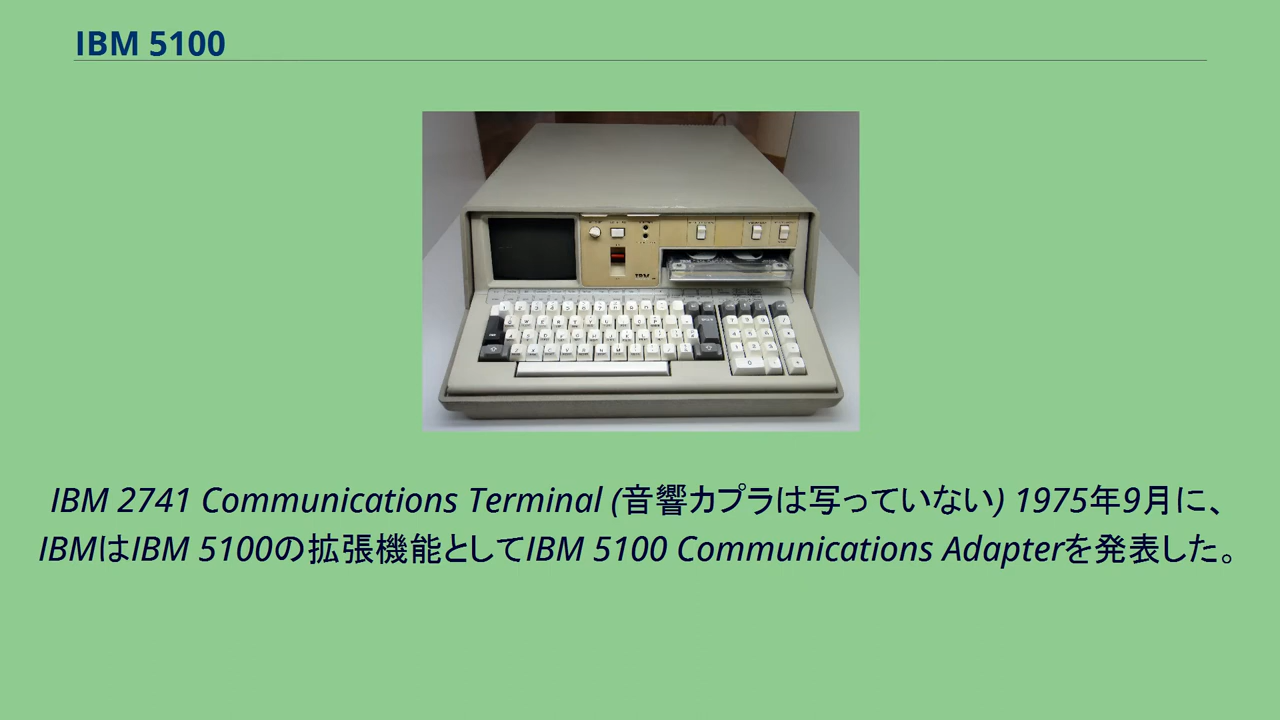 IBM 5100
IBM
IBM 2741 Communications Terminal (音響カプラは写っていない) 1975年9月に、
IBMはIBM 5100の拡張機能としてIBM 5100 Communications Adapterを発表した。